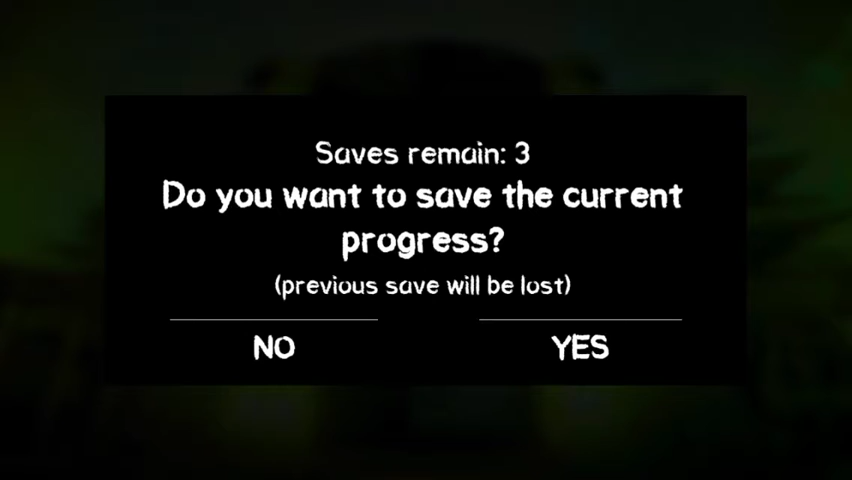 Saves remain: 3
Do you want to save the current
progress?
(previous save will be lost)
NO
YES